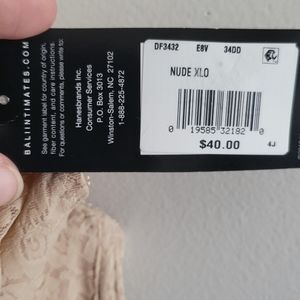 BALIINTIMATES.COM
See garment label for country of origin,
fiber content, and care instructions.
For questions or comments, please write to:
Hanesbrands Inc.
Consumer Services
P.O. Box 3013
Winston-Salem, NC 27102
1-888-225-4872
DF3432 E8V 34DD
NUDE XLO
0 19585 32182 0
$40.00 4J